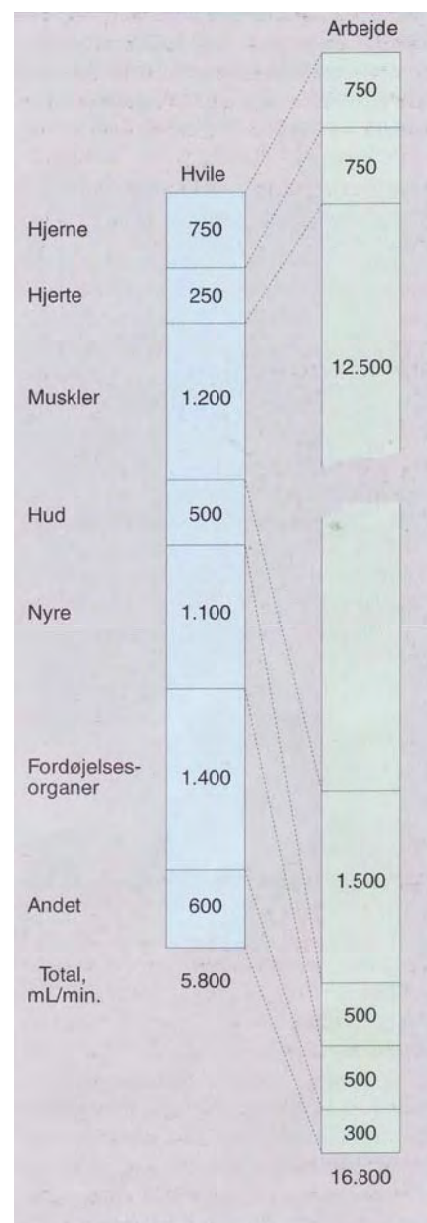 Arbejde
750
750
Hvile
Hjerne 750
Hjerte 250
12.500
Muskler 1.200
Hud 500
Nyre 1.100
Fordøjelses-
organer 1.400
1.500
Andet 600
Total,
mL/min. 5.800
500
500
300
16.800